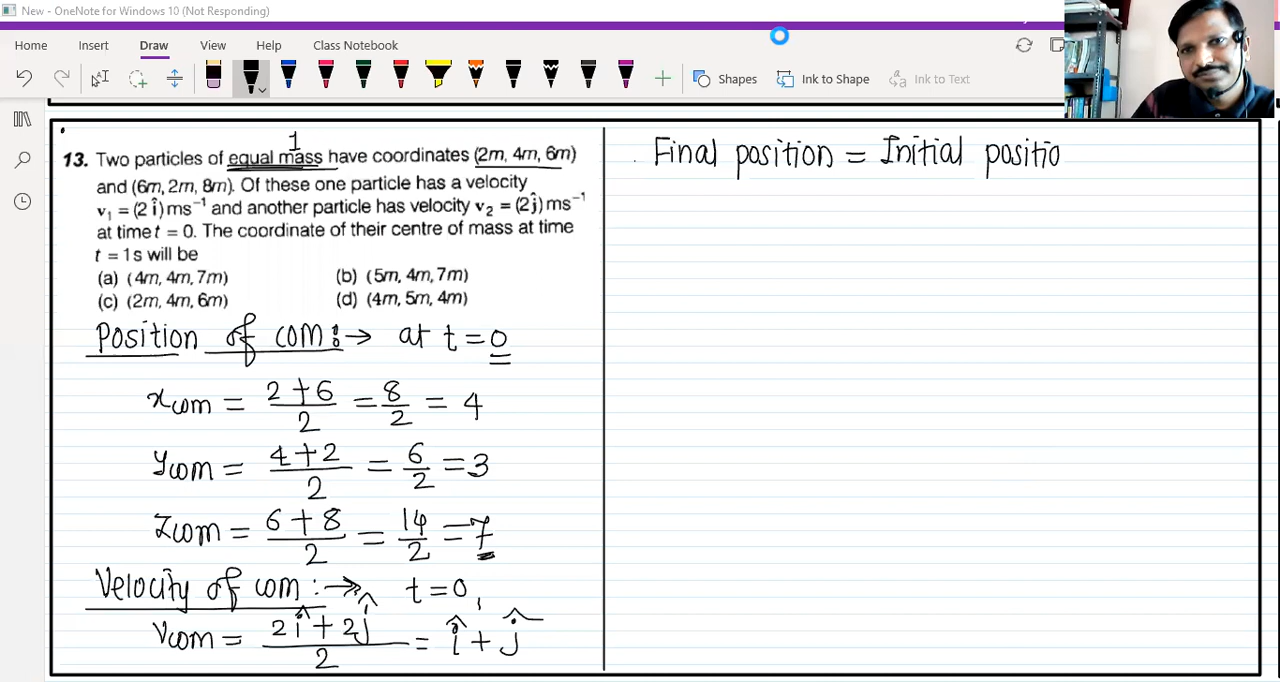 New - OneNote for Windows 10 (Not Responding)
Home Insert Draw View Help Class Notebook
Shapes Ink to Shape Ink to Text
1
13. Two particles of equal mass have coordinates (2m, 4m, 6m)
and (6m, 2m, 8m). Of these one particle has a velocity
v₁ = (2 î) ms⁻¹ and another particle has velocity v₂ = (2ĵ) ms⁻¹
at time t = 0. The coordinate of their centre of mass at time
t = 1s will be
(a) (4m, 4m, 7m) (b) (5m, 4m, 7m)
(c) (2m, 4m, 6m) (d) (4m, 5m, 4m)
Position of com :→ at t = 0
xcom = 2+6/2 = 8/2 = 4
ycom = 4+2/2 = 6/2 = 3
zcom = 6+8/2 = 14/2 = 7
Velocity of com :→ t = 0,
vcom = 2î + 2ĵ/2 = î + ĵ
Final position = Initial positio